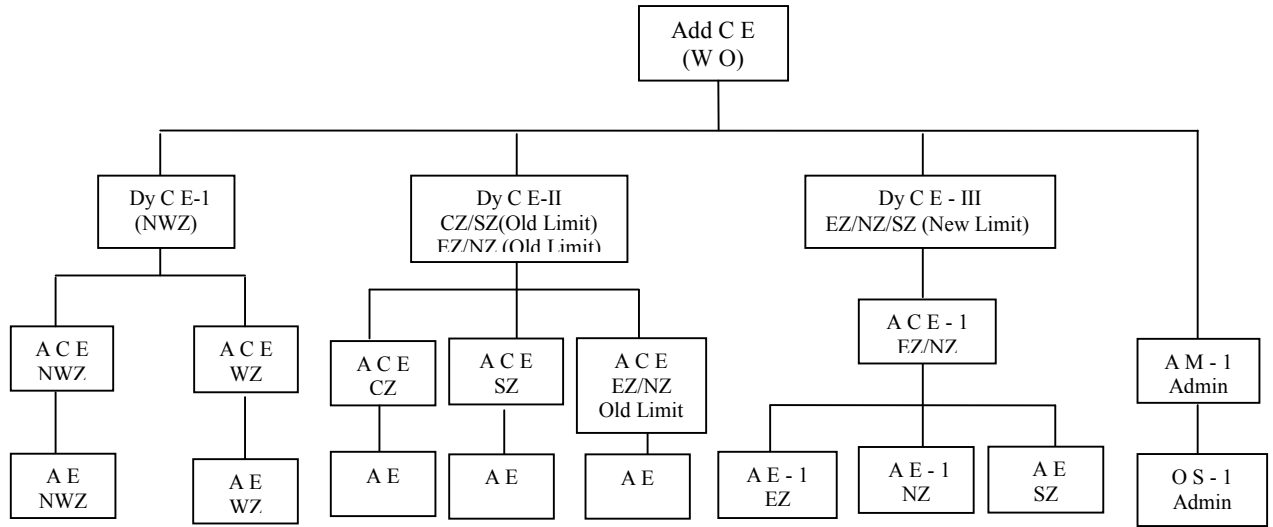 Add C E
(W O)
Dy C E-1
(NWZ)
Dy C E-II
CZ/SZ(Old Limit)
EZ/NZ (Old Limit)
Dy C E - III
EZ/NZ/SZ (New Limit)
A C E
NWZ
A C E
WZ
A C E
CZ
A C E
SZ
A C E
EZ/NZ
Old Limit
A C E - 1
EZ/NZ
A M - 1
Admin
A E
NWZ
A E
WZ
A E
A E
A E
A E - 1
EZ
A E - 1
NZ
A E
SZ
O S - 1
Admin